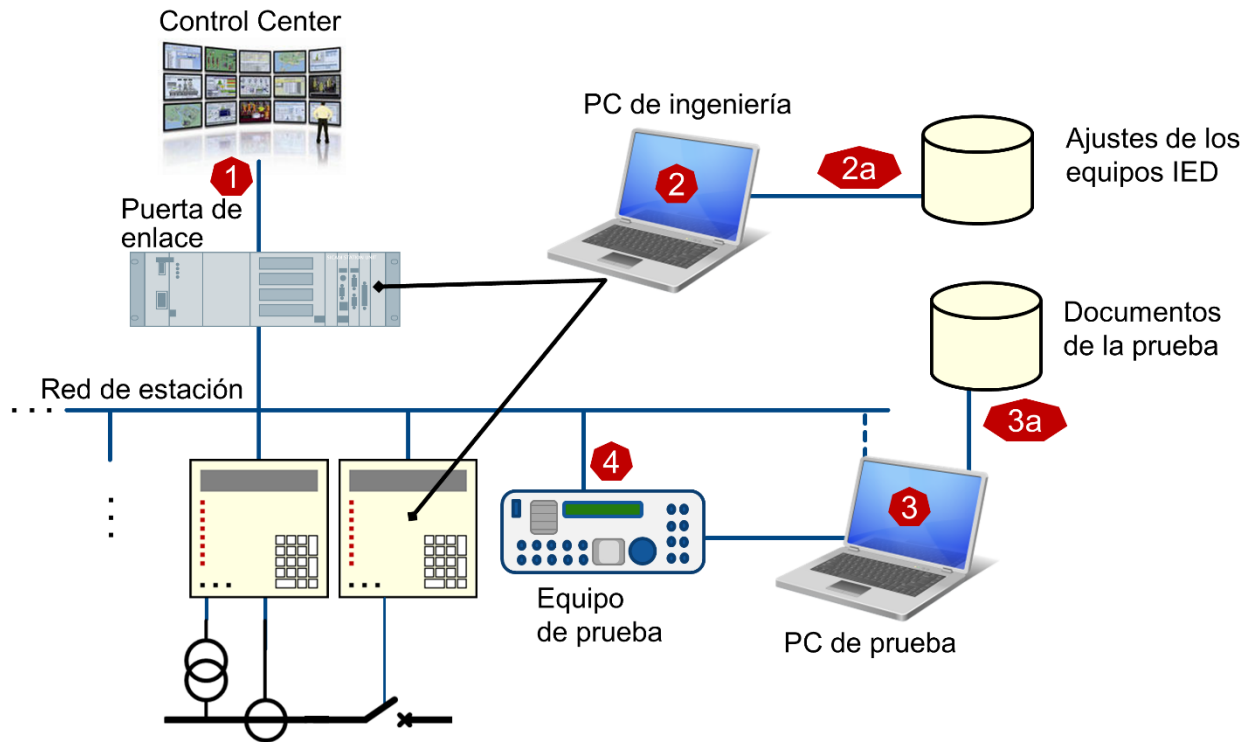 Control Center
1
Puerta de
enlace
PC de ingeniería
2
2a
Ajustes de los
equipos IED
Documentos
de la prueba
3a
Red de estación
4
3
Equipo
de prueba
PC de prueba